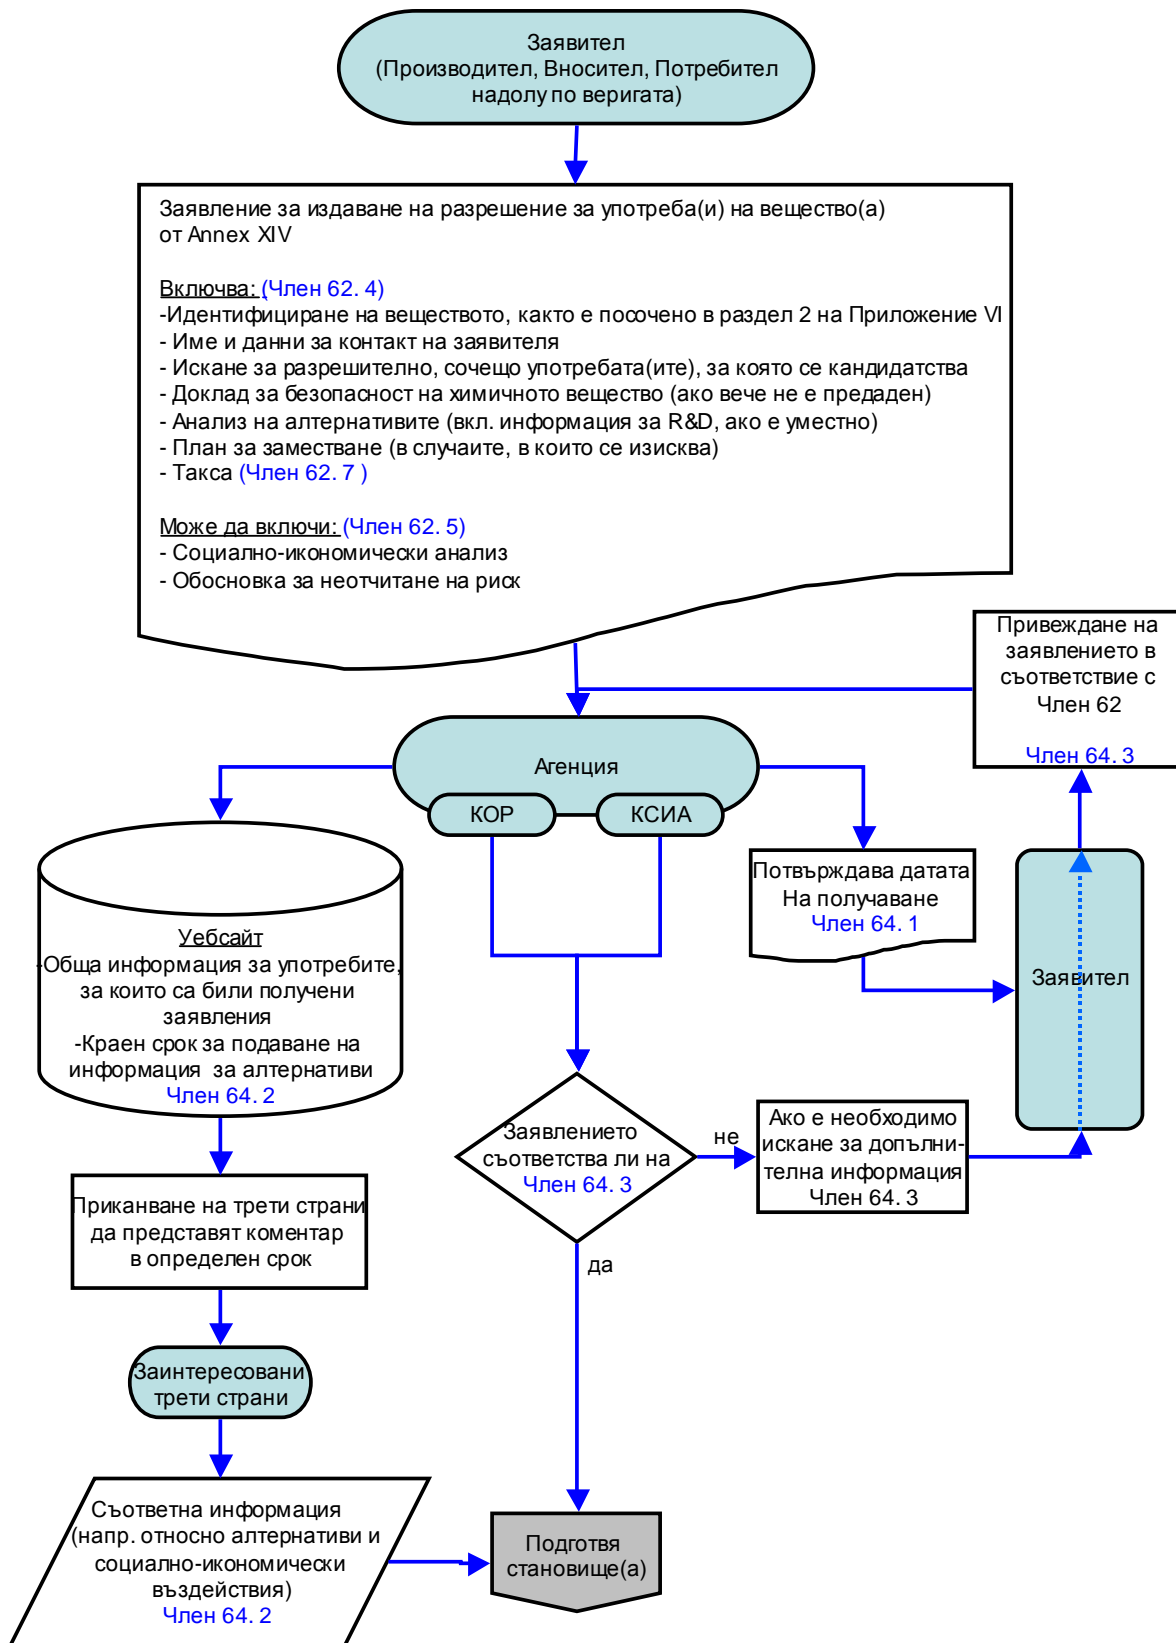 Заявител
(Производител, Вносител, Потребител
надолу по веригата)
Заявление за издаване на разрешение за употреба(и) на вещество(а)
от Annex XIV
Включва: (Член 62. 4)
-Идентифициране на веществото, както е посочено в раздел 2 на Приложение VI
- Име и данни за контакт на заявителя
- Искане за разрешително, сочещо употребата(ите), за която се кандидатства
- Доклад за безопасност на химичното вещество (ако вече не е предаден)
- Анализ на алтернативите (вкл. информация за R&D, ако е уместно)
- План за заместване (в случаите, в които се изисква)
- Такса (Член 62. 7 )
Може да включи: (Член 62. 5)
- Социално-икономически анализ
- Обосновка за неотчитане на риск
Привеждане на
заявлението в
съответствие с
Член 62
Член 64. 3
Агенция
КОР
КСИА
Потвърждава датата
На получаване
Член 64. 1
Заявител
Уебсайт
-Обща информация за употребите,
за които са били получени
заявления
-Краен срок за подаване на
информация за алтернативи
Член 64. 2
Заявлението
съответства ли на
Член 64. 3
не
Ако е необходимо
искане за допълни-
телна информация
Член 64. 3
да
Приканване на трети страни
да представят коментар
в определен срок
Заинтересовани
трети страни
Съответна информация
(напр. относно алтернативи и
социално-икономически
въздействия)
Член 64. 2
Подготвя
становище(а)